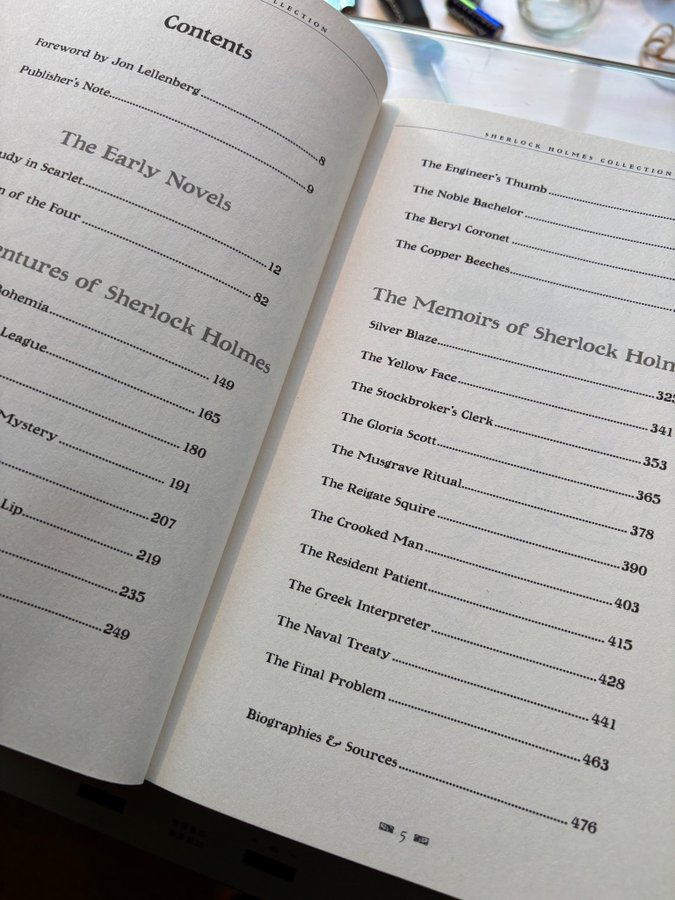 COLLECTION
Contents
Foreword by Jon Lellenberg 8
Publisher's Note 9
The Early Novels
udy in Scarlet 12
n of the Four 82
entures of Sherlock Holmes
Bohemia 149
League 165
180
Mystery 191
207
Lip 219
235
249
SHERLOCK HOLMES COLLECTION
The Engineer's Thumb
The Noble Bachelor
The Beryl Coronet
The Copper Beeches
The Memoirs of Sherlock Holm
Silver Blaze 323
The Yellow Face 341
The Stockbroker's Clerk 353
The Gloria Scott 365
The Musgrave Ritual 378
The Reigate Squire 390
The Crooked Man 403
The Resident Patient 415
The Greek Interpreter 428
The Naval Treaty 441
The Final Problem 463
Biographies & Sources 476
5